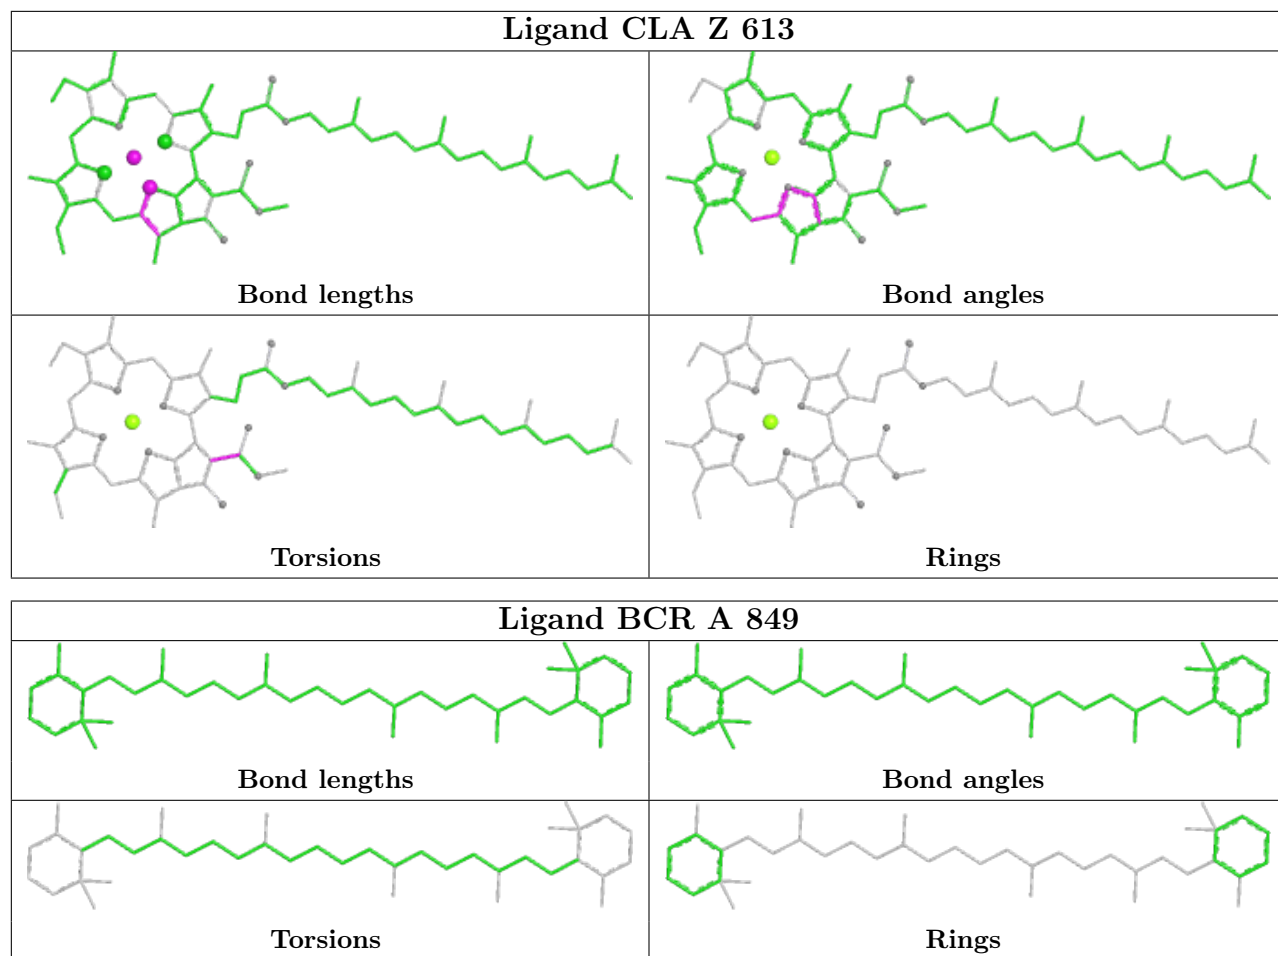 Ligand CLA Z 613
Bond lengths
Bond angles
Torsions
Rings
Ligand BCR A 849
Bond lengths
Bond angles
Torsions
Rings